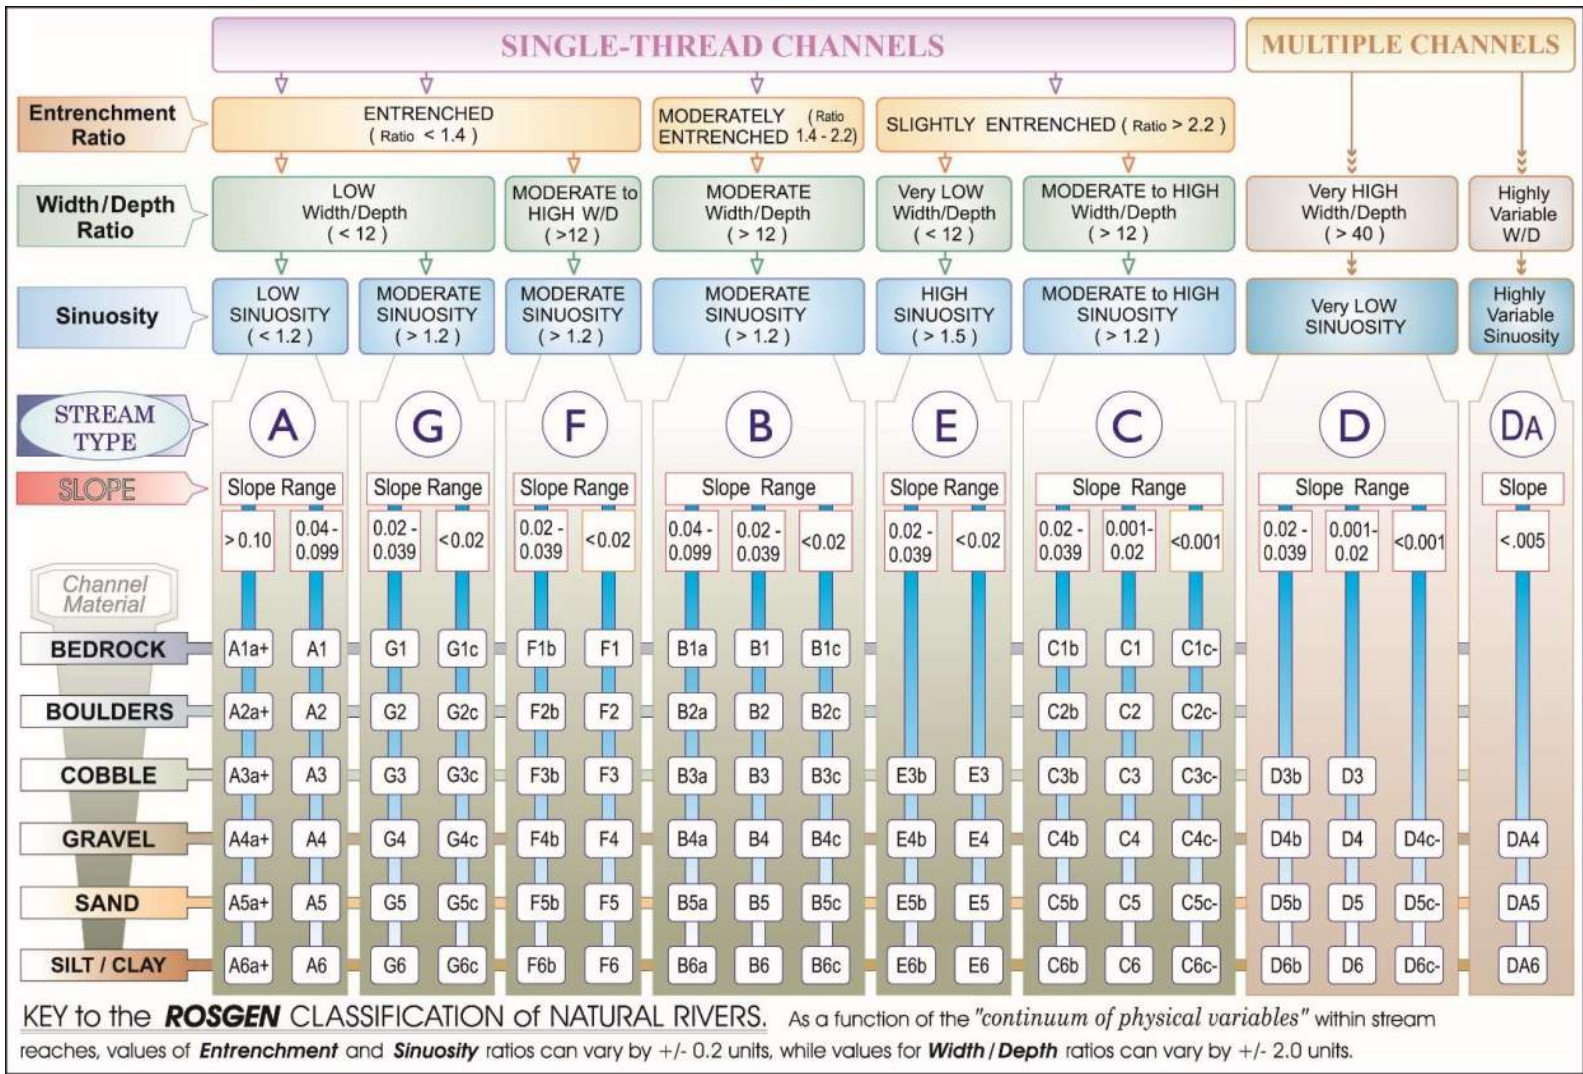 SINGLE-THREAD CHANNELS
MULTIPLE CHANNELS
Entrenchment
Ratio
ENTRENCHED
( Ratio < 1.4 )
MODERATELY ( Ratio
ENTRENCHED 1.4 - 2.2)
SLIGHTLY ENTRENCHED ( Ratio > 2.2 )
Width/Depth
Ratio
LOW
Width/Depth
( < 12 )
MODERATE to
HIGH W/D
( >12 )
MODERATE
Width/Depth
( > 12 )
Very LOW
Width/Depth
( < 12 )
MODERATE to HIGH
Width/Depth
( > 12 )
Very HIGH
Width/Depth
( > 40 )
Highly
Variable
W/D
Sinuosity
LOW
SINUOSITY
( < 1.2 )
MODERATE
SINUOSITY
( > 1.2 )
MODERATE
SINUOSITY
( > 1.2 )
MODERATE
SINUOSITY
( > 1.2 )
HIGH
SINUOSITY
( > 1.5 )
MODERATE to HIGH
SINUOSITY
( > 1.2 )
Very LOW
SINUOSITY
Highly
Variable
Sinuosity
STREAM
TYPE
A G F B E C D DA
SLOPE
Slope Range Slope Range Slope Range Slope Range Slope Range Slope Range Slope Range Slope
> 0.10
0.04 -
0.099
0.02 -
0.039
<0.02
0.02 -
0.039
<0.02
0.04 -
0.099
0.02 -
0.039
<0.02
0.02 -
0.039
<0.02
0.02 -
0.039
0.001-
0.02
<0.001
0.02 -
0.039
0.001-
0.02
<0.001
<.005
Channel
Material
BEDROCK A1a+ A1 G1 G1c F1b F1 B1a B1 B1c C1b C1 C1c-
BOULDERS A2a+ A2 G2 G2c F2b F2 B2a B2 B2c C2b C2 C2c-
COBBLE A3a+ A3 G3 G3c F3b F3 B3a B3 B3c E3b E3 C3b C3 C3c- D3b D3
GRAVEL A4a+ A4 G4 G4c F4b F4 B4a B4 B4c E4b E4 C4b C4 C4c- D4b D4 D4c- DA4
SAND A5a+ A5 G5 G5c F5b F5 B5a B5 B5c E5b E5 C5b C5 C5c- D5b D5 D5c- DA5
SILT / CLAY A6a+ A6 G6 G6c F6b F6 B6a B6 B6c E6b E6 C6b C6 C6c- D6b D6 D6c- DA6
KEY to the ROSGEN CLASSIFICATION of NATURAL RIVERS. As a function of the "continuum of physical variables" within stream
reaches, values of Entrenchment and Sinuosity ratios can vary by +/- 0.2 units, while values for Width / Depth ratios can vary by +/- 2.0 units.